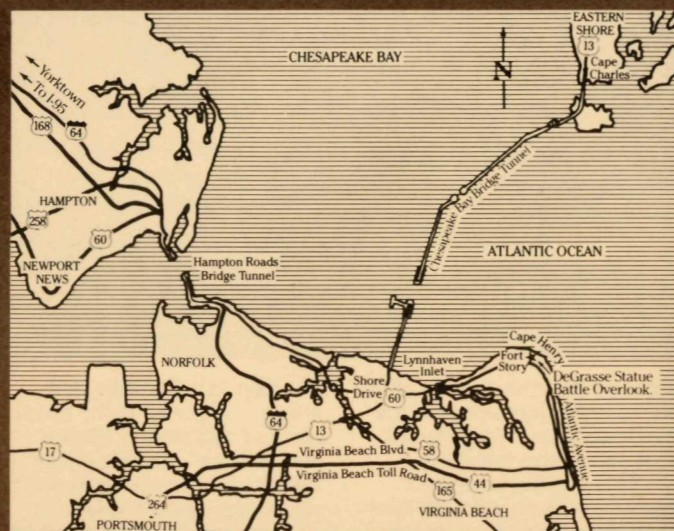 EASTERN
SHORE
13
Cape
Charles
CHESAPEAKE BAY
N
Yorktown
To I-95
168
64
HAMPTON
258
60
NEWPORT
NEWS
Chesapeake Bay Bridge Tunnel
ATLANTIC OCEAN
Hampton Roads
Bridge Tunnel
NORFOLK
Cape Henry
Fort
Story
Lynnhaven
Inlet
DeGrasse Statue
Battle Overlook.
Shore
Drive
60
Atlantic Avenue
64
13
17
Virginia Beach Blvd.
58
Virginia Beach Toll Road
44
165
264
VIRGINIA BEACH
PORTSMOUTH